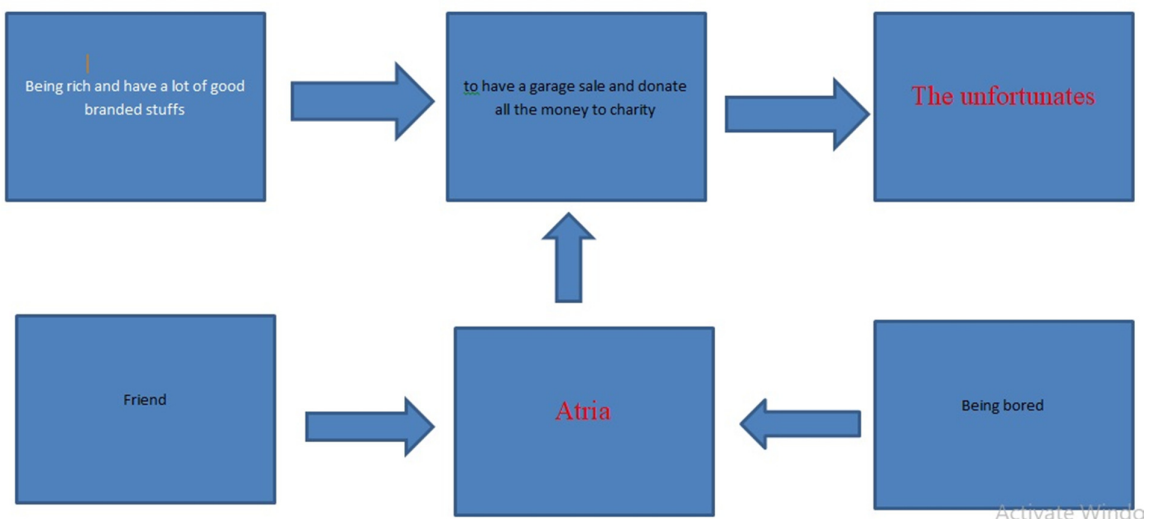 Being rich and have a lot of good
branded stuffs
to have a garage sale and donate
all the money to charity
The unfortunates
Friend
Atria
Being bored
Activate Windo